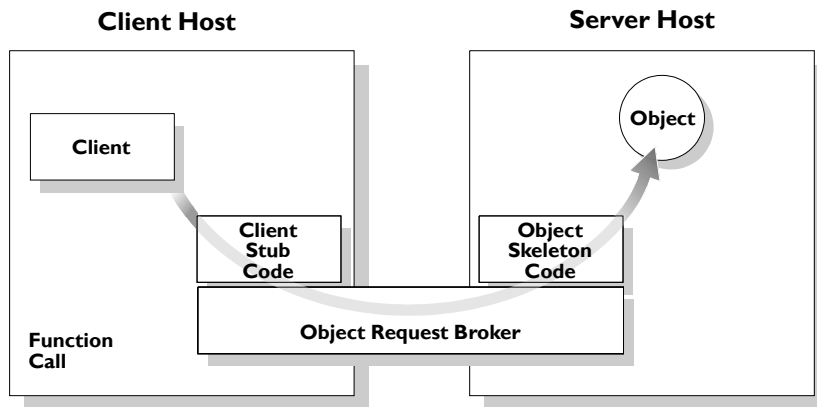 Client Host
Server Host
Client
Object
Client
Stub
Code
Object
Skeleton
Code
Object Request Broker
Function
Call